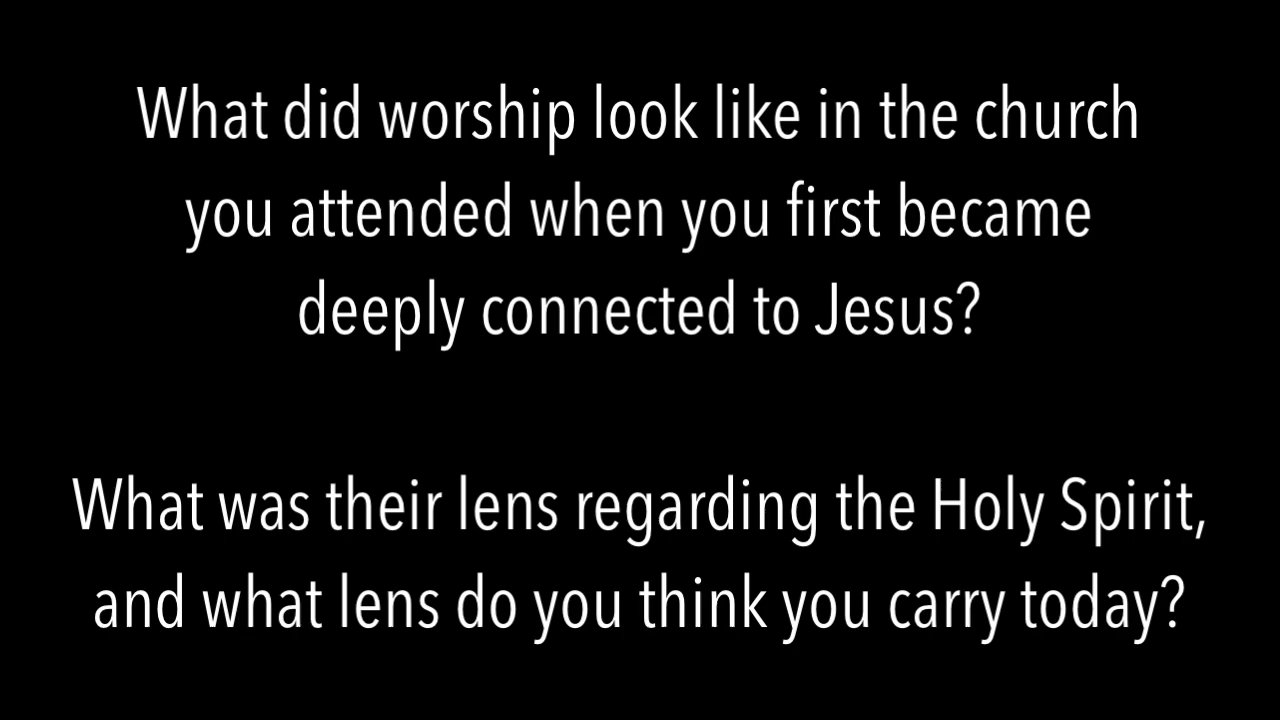 What did worship look like in the church
you attended when you first became
deeply connected to Jesus?
What was their lens regarding the Holy Spirit,
and what lens do you think you carry today?